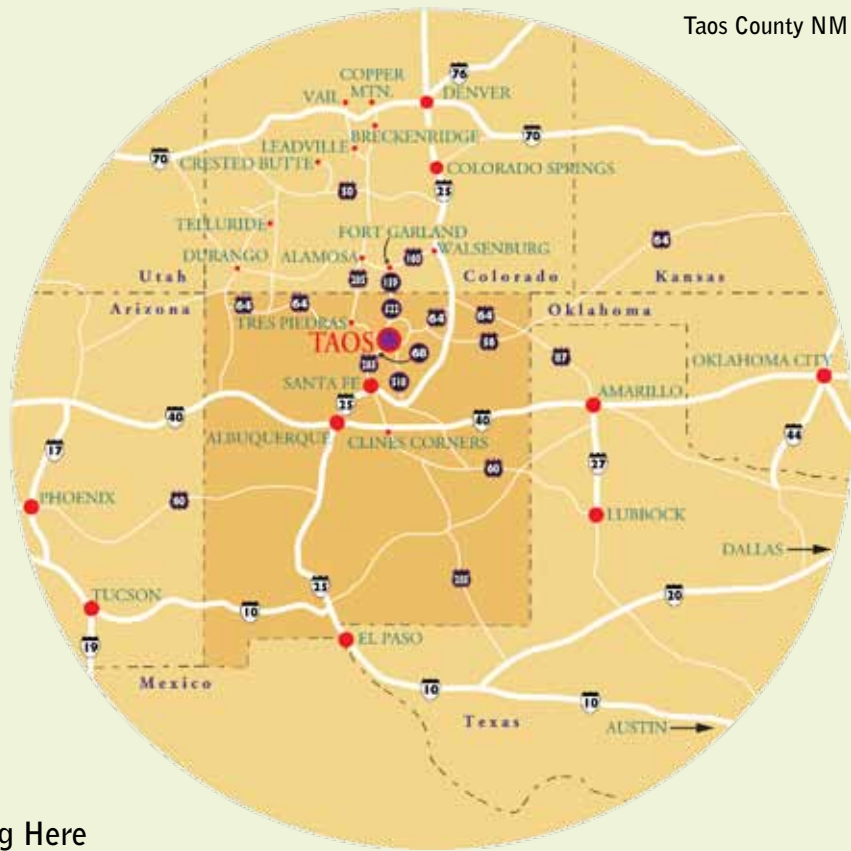 Taos County NM
76
COPPER
MTN.
VAIL
DENVER
BRECKENRIDGE
70
LEADVILLE
70
CRESTED BUTTE
COLORADO SPRINGS
50
25
TELLURIDE
FORT GARLAND
WALSENBURG
64
DURANGO
ALAMOSA
160
Utah
285
159
Colorado
Kansas
Arizona
64
64
522
64
64
Oklahoma
TRES PIEDRAS
56
TAOS
68
87
285
OKLAHOMA CITY
SANTA FE
518
AMARILLO
25
40
40
ALBUQUERQUE
CLINES CORNERS
44
17
27
60
PHOENIX
60
LUBBOCK
DALLAS
285
25
TUCSON
20
10
19
EL PASO
Mexico
10
10
Texas
AUSTIN
g Here